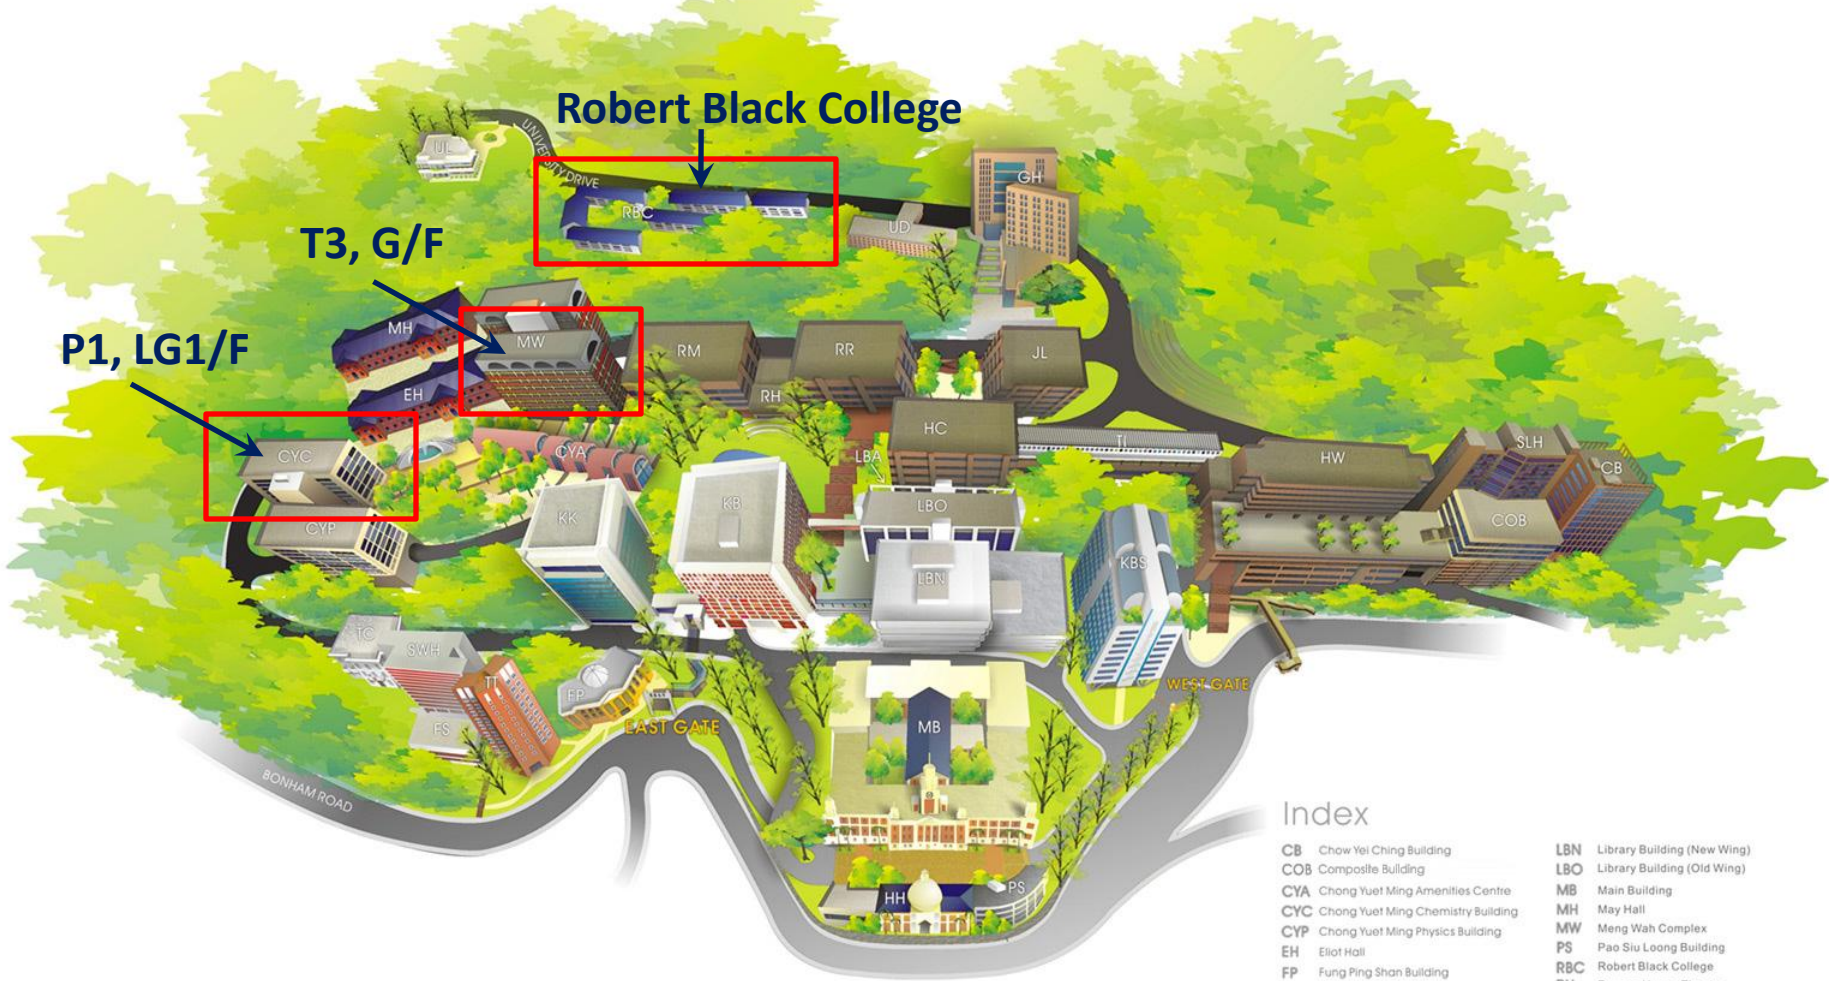 Robert Black College
UNIVERSITY DRIVE
UL
RBC
GH
UD
T3, G/F
P1, LG1/F
MH
MW
RM
RR
JL
EH
RH
HC
CYC
CYA
LBA
TI
HW
SLH
CB
CYP
KK
KB
LBO
COB
LBN
KBS
TC
SWH
TT
FP
FS
EAST GATE
WEST GATE
MB
BONHAM ROAD
HH
PS
Index
CB Chow Yei Ching Building
COB Composite Building
CYA Chong Yuet Ming Amenities Centre
CYC Chong Yuet Ming Chemistry Building
CYP Chong Yuet Ming Physics Building
EH Eliot Hall
FP Fung Ping Shan Building
LBN Library Building (New Wing)
LBO Library Building (Old Wing)
MB Main Building
MH May Hall
MW Meng Wah Complex
PS Pao Siu Loong Building
RBC Robert Black College